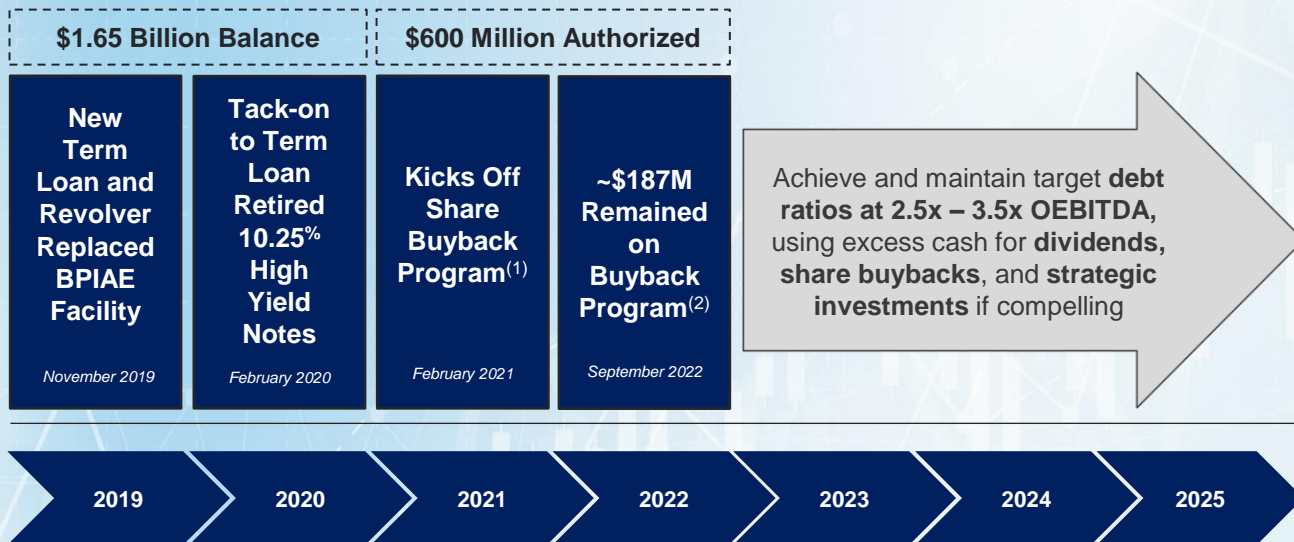 $1.65 Billion Balance
$600 Million Authorized
New
Term
Loan and
Revolver
Replaced
BPIAE
Facility
November 2019
Tack-on
to Term
Loan
Retired
10.25%
High
Yield
Notes
February 2020
Kicks Off
Share
Buyback
Program(1)
February 2021
~$187M
Remained
on
Buyback
Program(2)
September 2022
Achieve and maintain target debt
ratios at 2.5x – 3.5x OEBITDA,
using excess cash for dividends,
share buybacks, and strategic
investments if compelling
2019
2020
2021
2022
2023
2024
2025